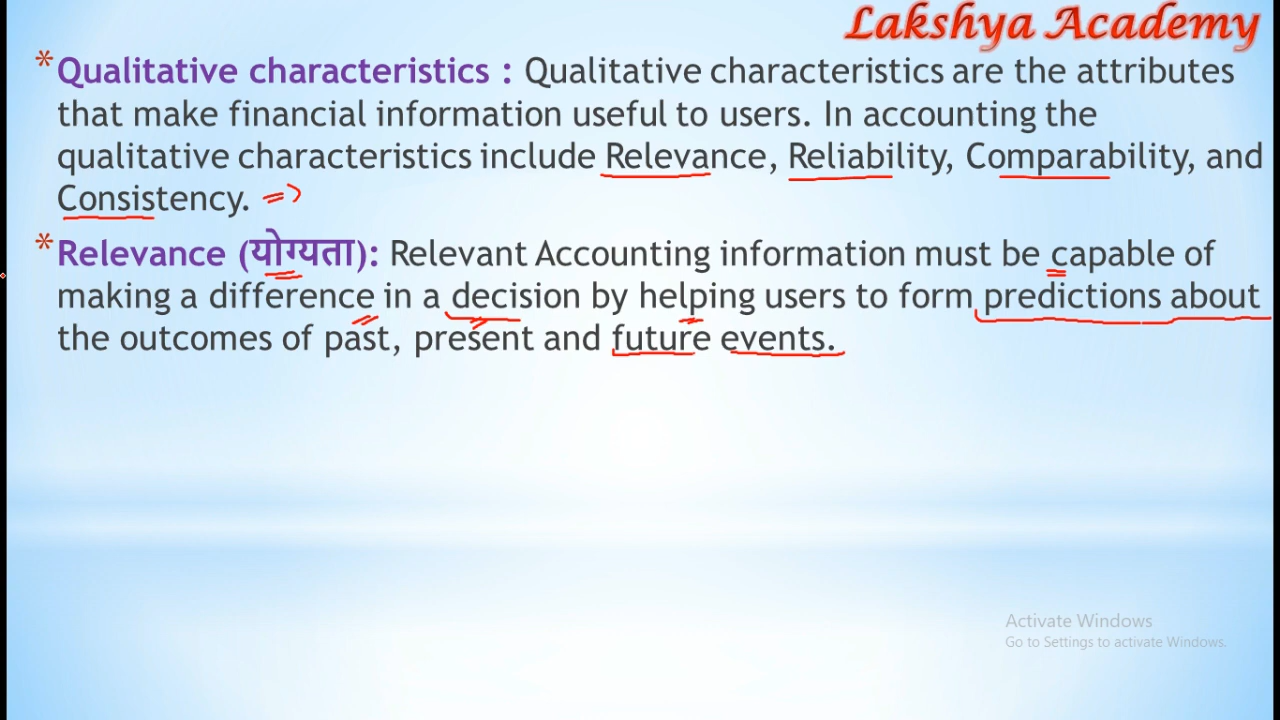 Lakshya Academy
* Qualitative characteristics : Qualitative characteristics are the attributes
that make financial information useful to users. In accounting the
qualitative characteristics include Relevance, Reliability, Comparability, and
Consistency.
* Relevance (योग्यता): Relevant Accounting information must be capable of
making a difference in a decision by helping users to form predictions about
the outcomes of past, present and future events.
Activate Windows
Go to Settings to activate Windows.